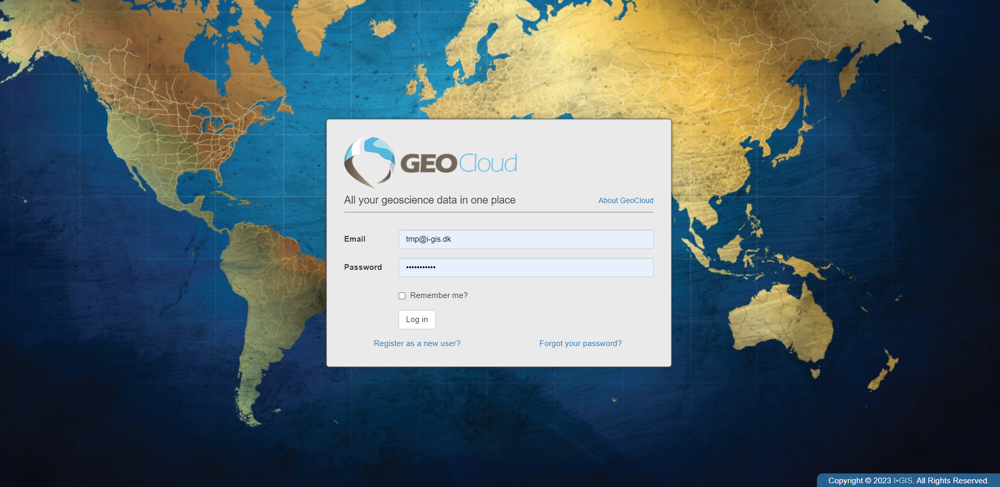 GEOCloud
All your geoscience data in one place
About GeoCloud
Email
tmp@i-gis.dk
Password
•••••••••••
Remember me?
Log in
Register as a new user?
Forgot your password?
Copyright © 2023 I•GIS. All Rights Reserved.